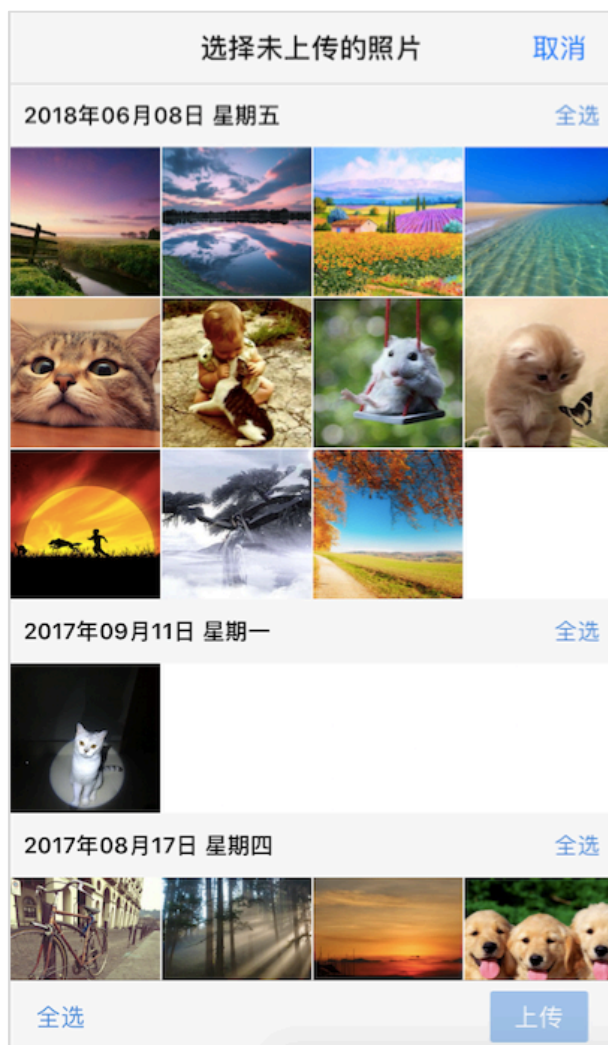 选择未上传的照片 取消
2018年06月08日 星期五 全选
2017年09月11日 星期一 全选
2017年08月17日 星期四 全选
全选 上传